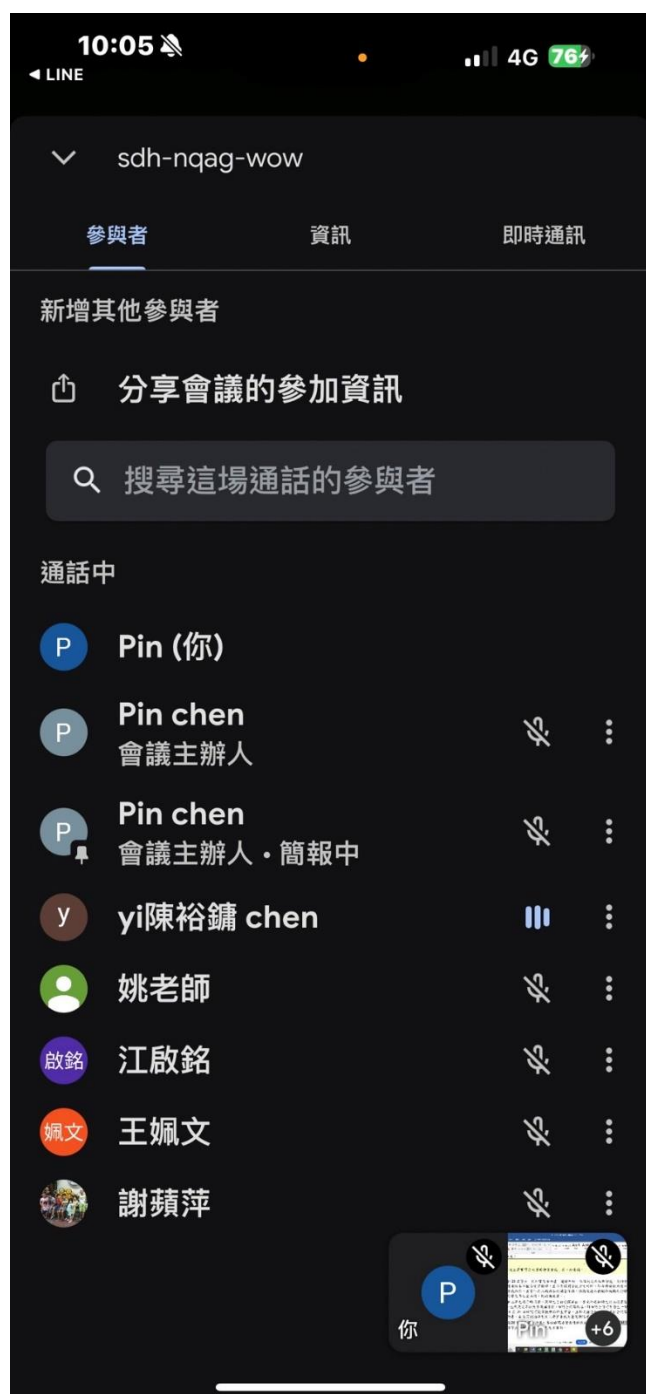 10:05
4G 76
◀ LINE
sdh-nqag-wow
參與者 資訊 即時通訊
新增其他參與者
分享會議的參加資訊
搜尋這場通話的參與者
通話中
P Pin (你)
P Pin chen
會議主辦人
P Pin chen
會議主辦人・簡報中
y yi陳裕鏞 chen
姚老師
啟銘 江啟銘
姵文 王姵文
謝蘋萍
P
你
Pin +6